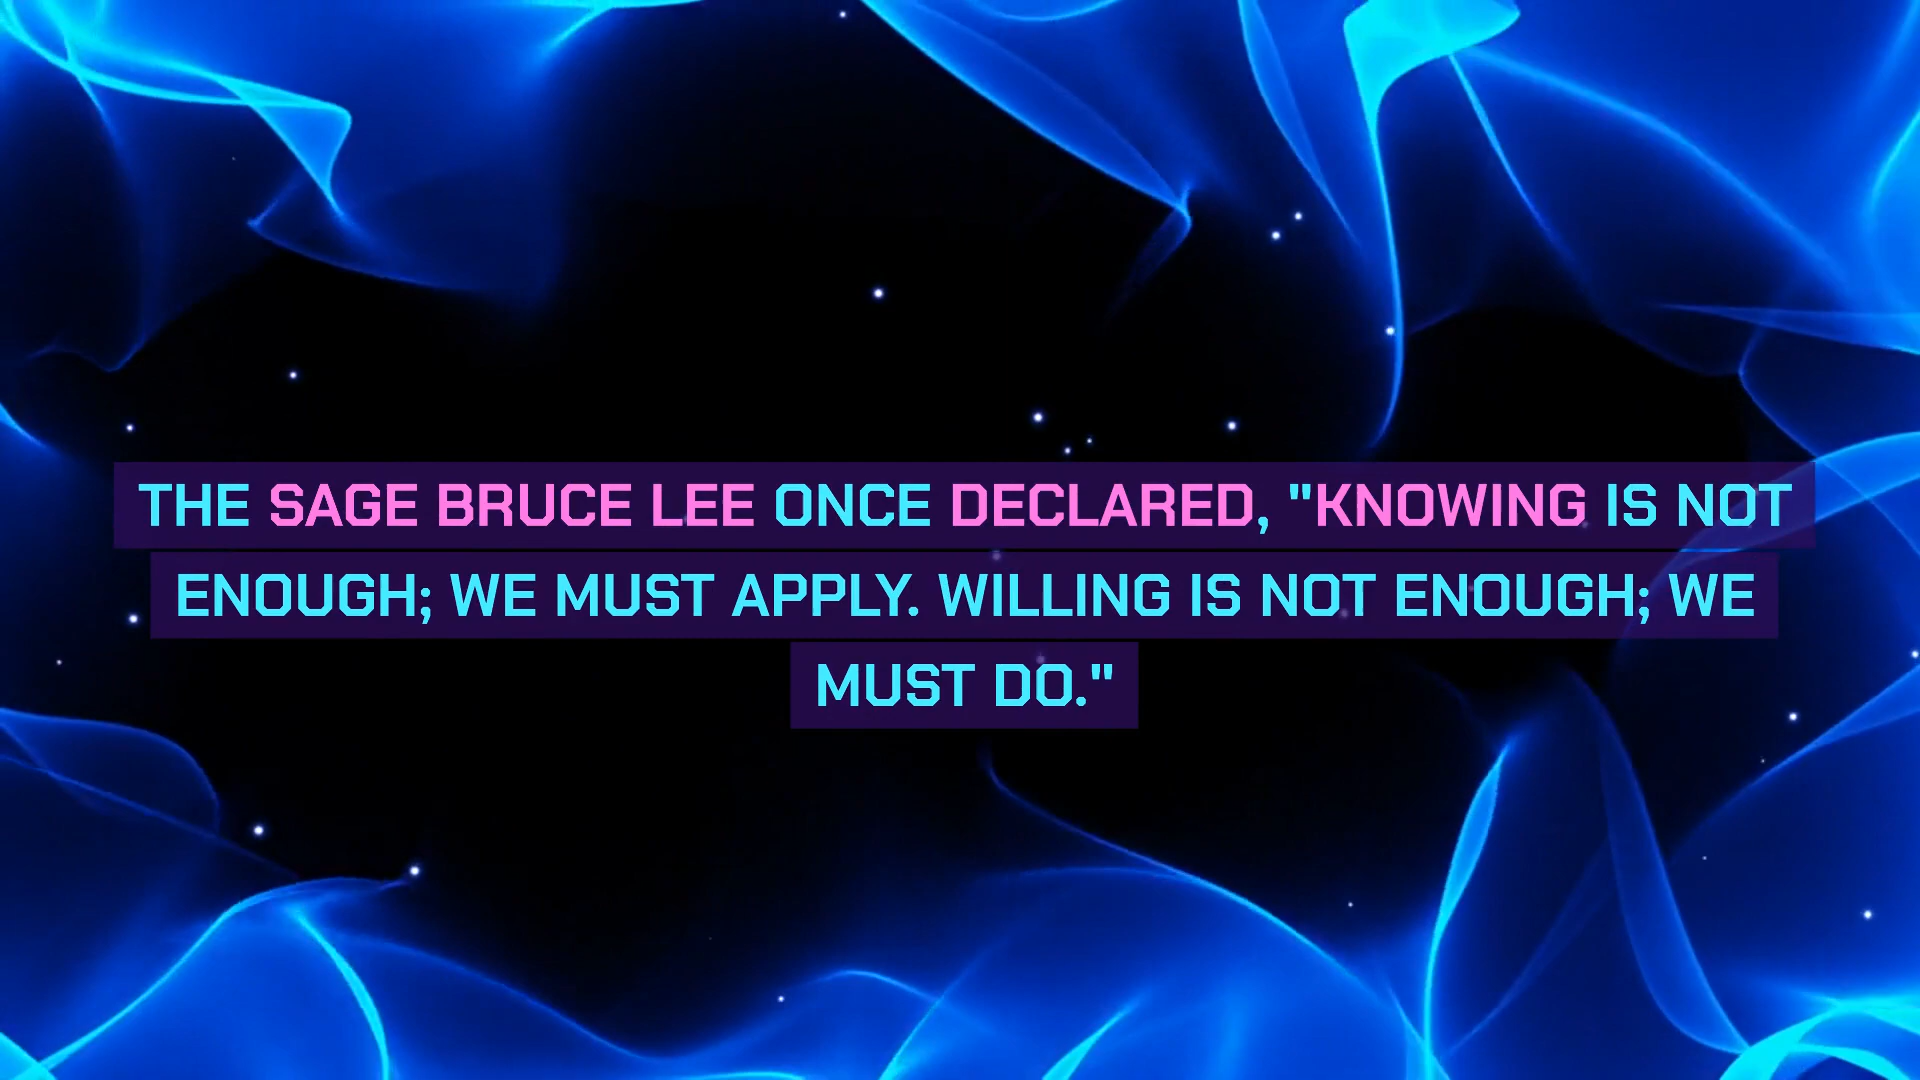 THE SAGE BRUCE LEE ONCE DECLARED, "KNOWING IS NOT
ENOUGH; WE MUST APPLY. WILLING IS NOT ENOUGH; WE
MUST DO."